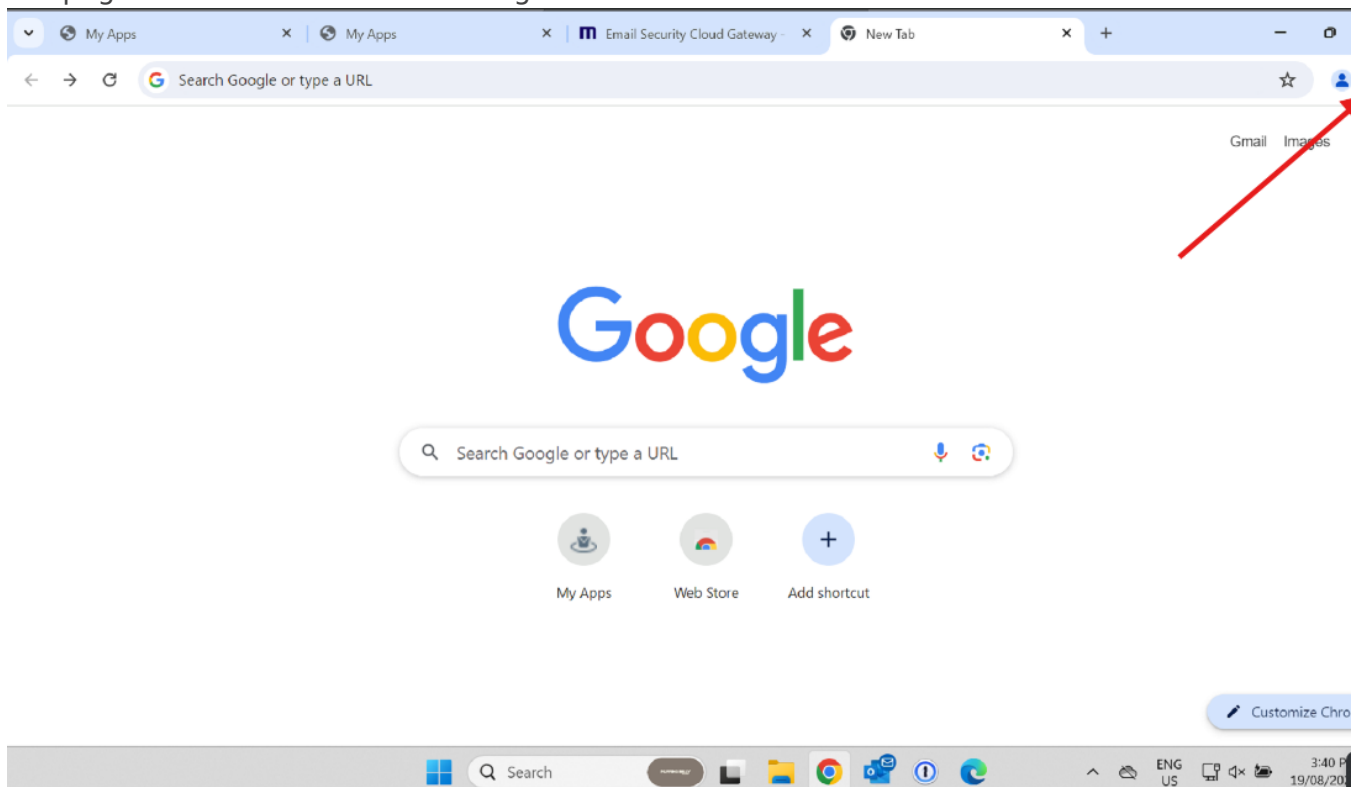 My Apps
My Apps
Email Security Cloud Gateway -
New Tab
Search Google or type a URL
Gmail Images
Google
Search Google or type a URL
My Apps
Web Store
Add shortcut
Customize Chro
Search
ENG
US
3:40 P
19/08/20